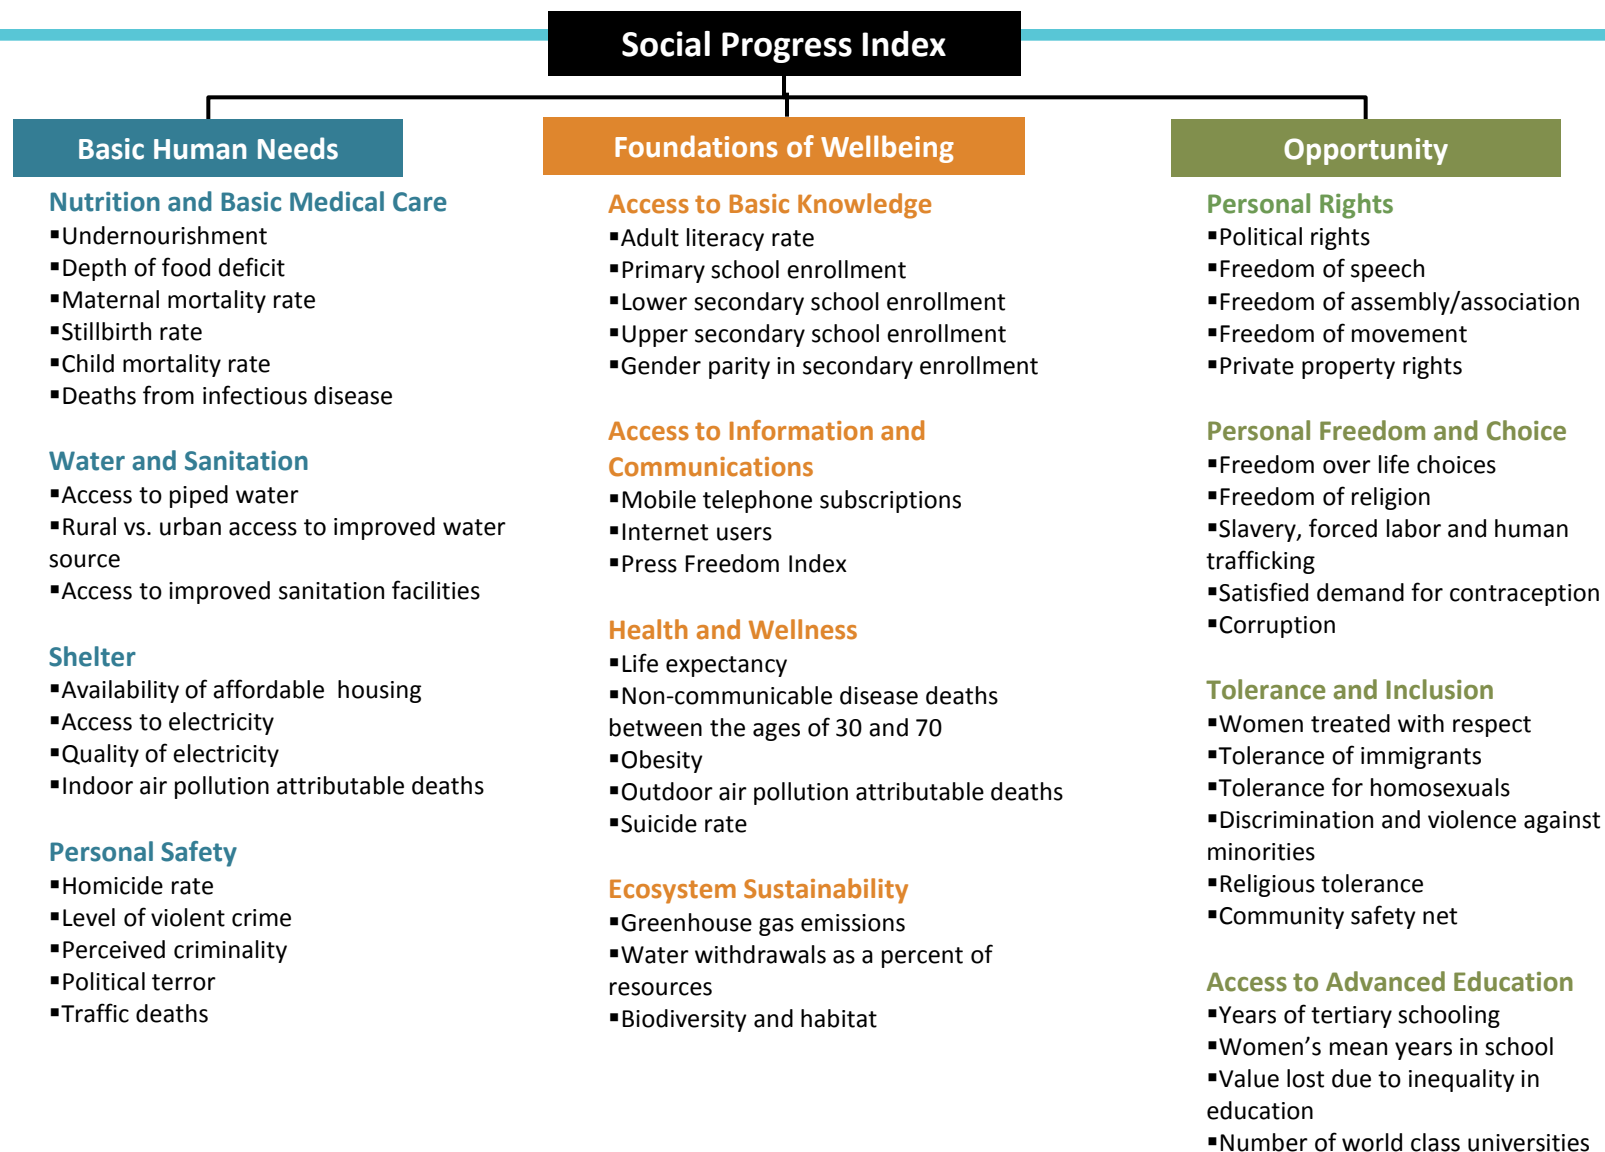 Social Progress Index
Basic Human Needs
Nutrition and Basic Medical Care
▪Undernourishment
▪Depth of food deficit
▪Maternal mortality rate
▪Stillbirth rate
▪Child mortality rate
▪Deaths from infectious disease
Water and Sanitation
▪Access to piped water
▪Rural vs. urban access to improved water
source
▪Access to improved sanitation facilities
Shelter
▪Availability of affordable  housing
▪Access to electricity
▪Quality of electricity
▪Indoor air pollution attributable deaths
Personal Safety
▪Homicide rate
▪Level of violent crime
▪Perceived criminality
▪Political terror
▪Traffic deaths
Foundations of Wellbeing
Access to Basic Knowledge
▪Adult literacy rate
▪Primary school enrollment
▪Lower secondary school enrollment
▪Upper secondary school enrollment
▪Gender parity in secondary enrollment
Access to Information and
Communications
▪Mobile telephone subscriptions
▪Internet users
▪Press Freedom Index
Health and Wellness
▪Life expectancy
▪Non-communicable disease deaths
between the ages of 30 and 70
▪Obesity
▪Outdoor air pollution attributable deaths
▪Suicide rate
Ecosystem Sustainability
▪Greenhouse gas emissions
▪Water withdrawals as a percent of
resources
▪Biodiversity and habitat
Opportunity
Personal Rights
▪Political rights
▪Freedom of speech
▪Freedom of assembly/association
▪Freedom of movement
▪Private property rights
Personal Freedom and Choice
▪Freedom over life choices
▪Freedom of religion
▪Slavery, forced labor and human
trafficking
▪Satisfied demand for contraception
▪Corruption
Tolerance and Inclusion
▪Women treated with respect
▪Tolerance of immigrants
▪Tolerance for homosexuals
▪Discrimination and violence against
minorities
▪Religious tolerance
▪Community safety net
Access to Advanced Education
▪Years of tertiary schooling
▪Women’s mean years in school
▪Value lost due to inequality in
education
▪Number of world class universities